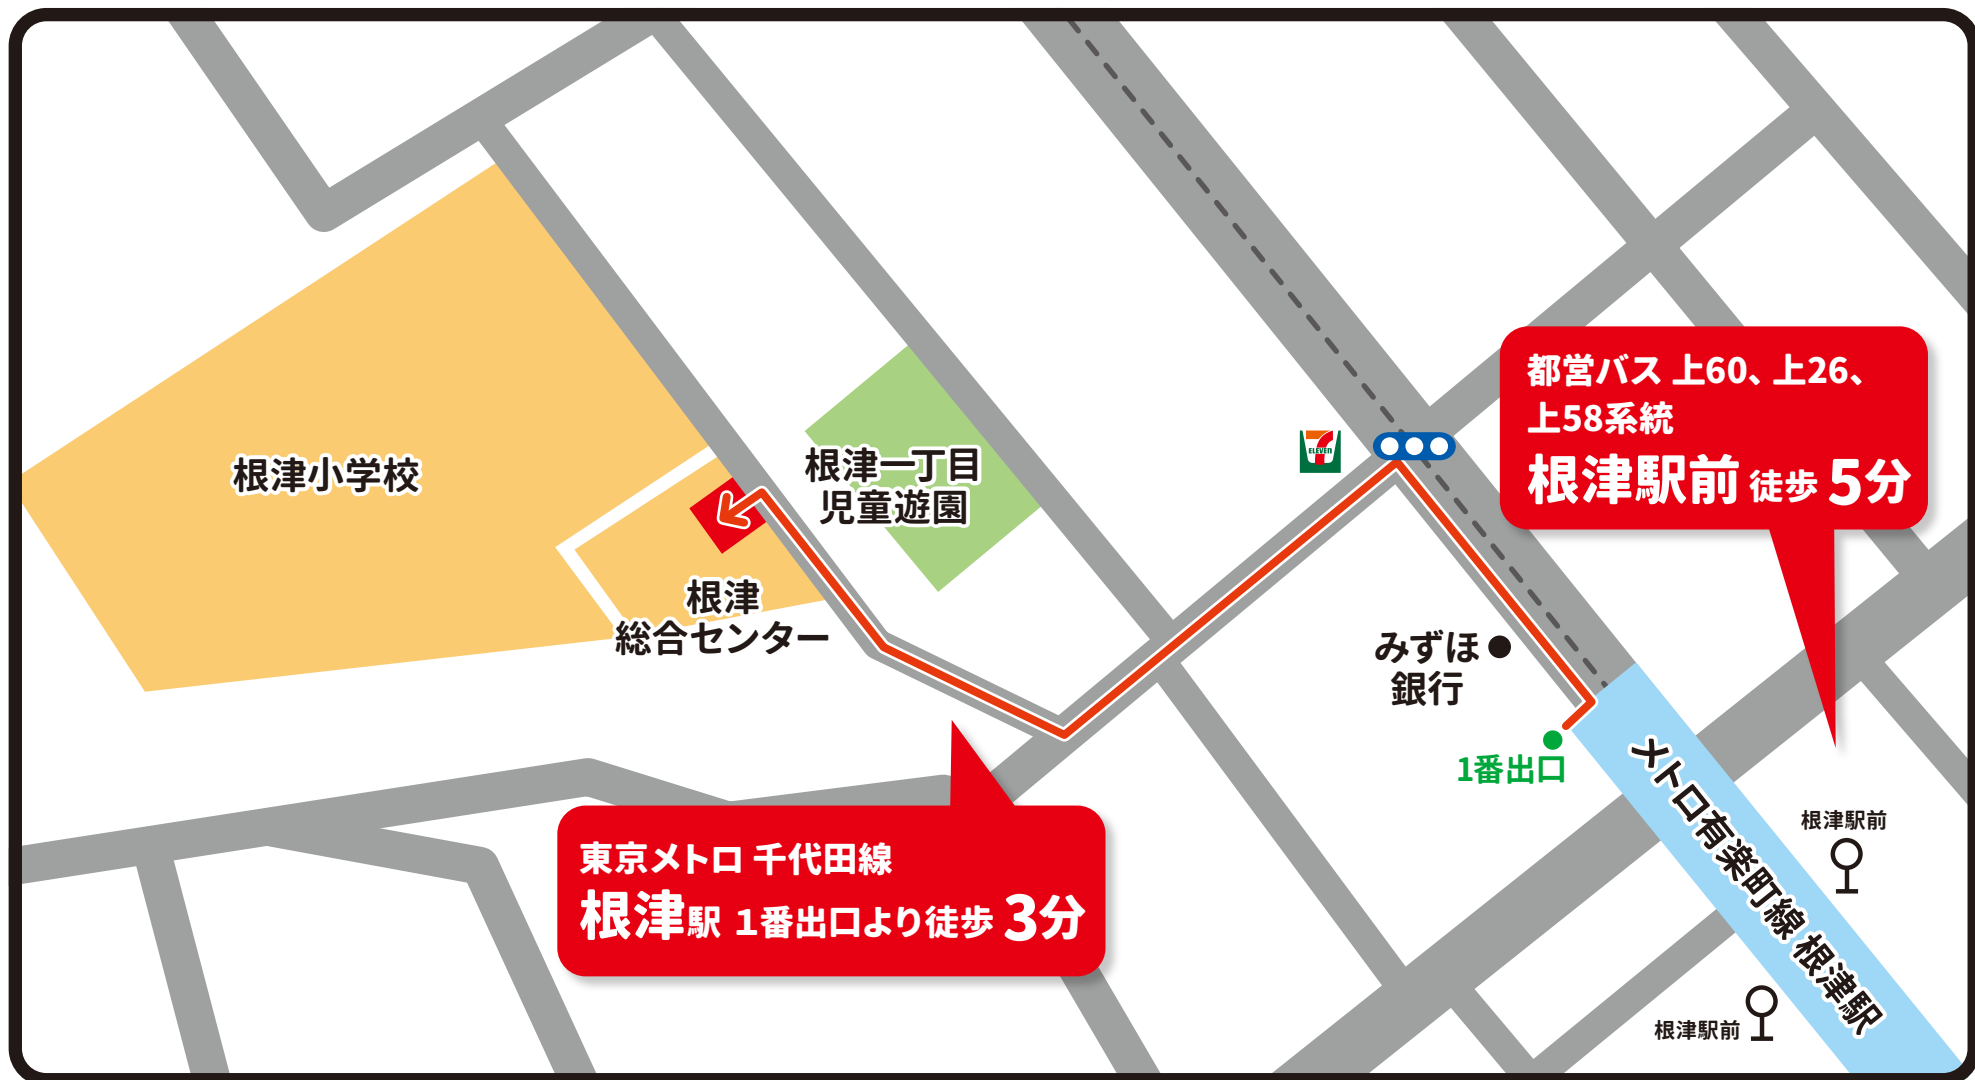 都営バス 上60、上26、
上58系統
根津駅前 徒歩 5分
ELEVEN
根津小学校
根津一丁目
児童遊園
根津
総合センター
みずほ
銀行
1番出口
メトロ有楽町線 根津駅
根津駅前
東京メトロ 千代田線
根津駅 1番出口より徒歩 3分
根津駅前